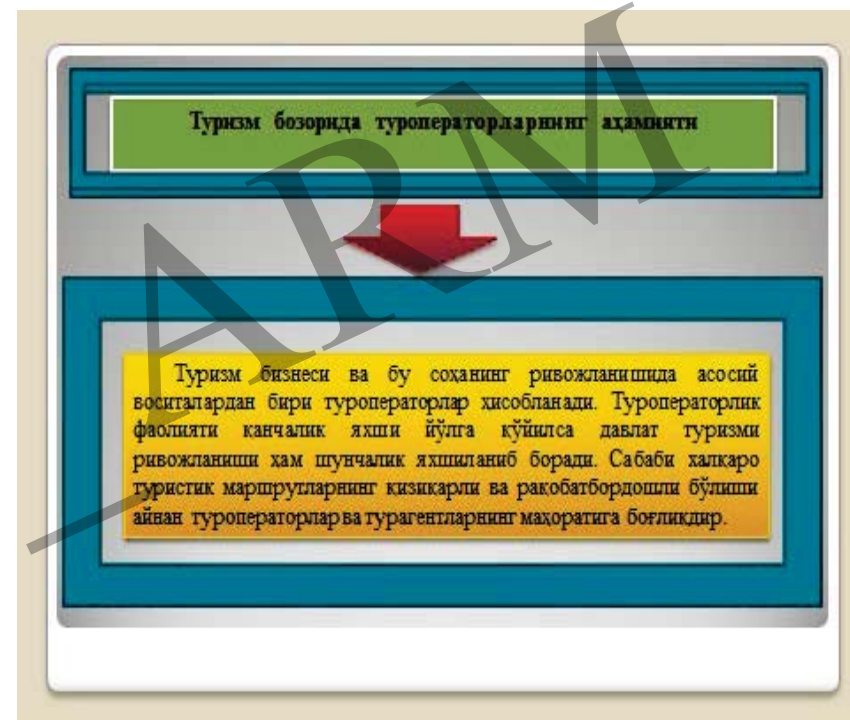 Туризм бозорида туроператорларнинг аҳамияти
Туризм бизнеси ва бу соҳанинг ривожланишида асосий
воситалардан бири туроператорлар ҳисобланади. Туроператорлик
фаолияти қанчалик яхши йўлга қўйилса давлат туризми
ривожланиши ҳам шунчалик яхшиланиб боради. Сабаби халқаро
туристик маршрутларнинг қизиқарли ва рақобатбордошли бўлиши
айнан туроператорлар ва турагентларнинг маҳоратига боғлиқдир.
_ARM